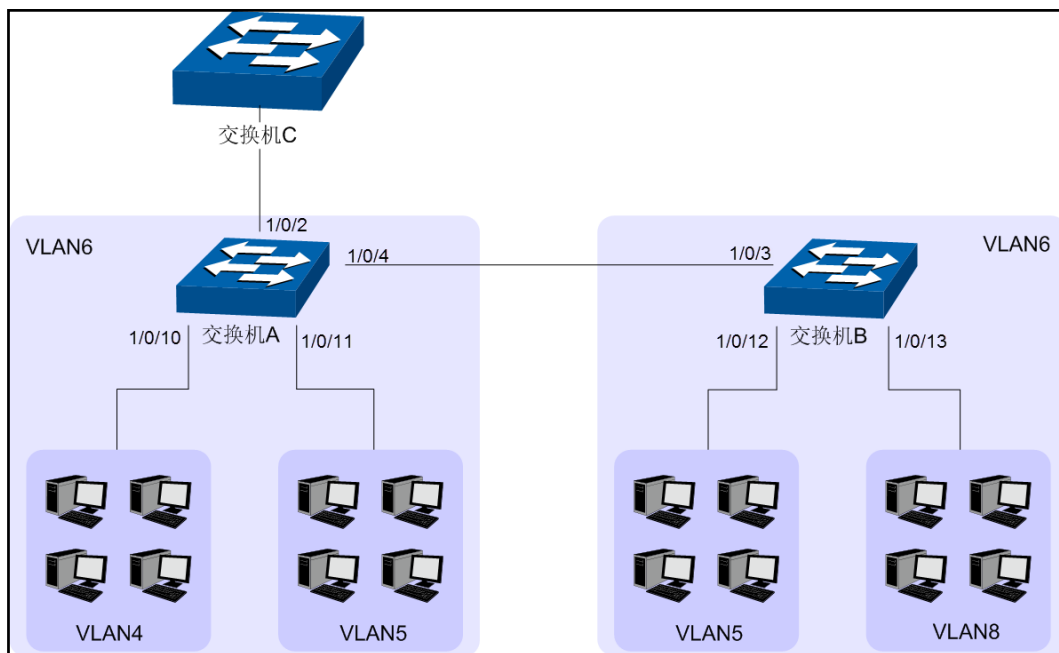 交换机C
1/0/2
VLAN6
VLAN6
1/0/4
1/0/3
1/0/10
交换机A
1/0/11
1/0/12
交换机B
1/0/13
VLAN4
VLAN5
VLAN5
VLAN8